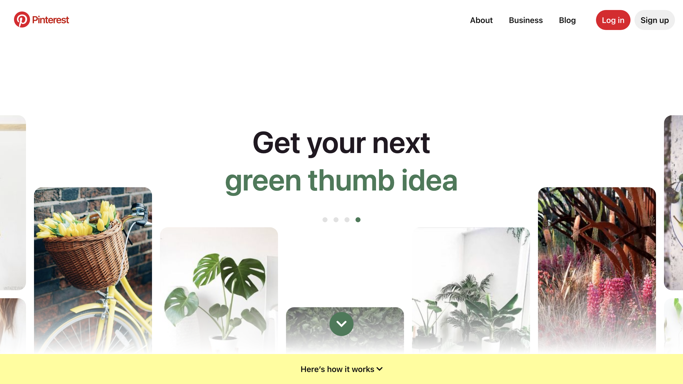 Pinterest
About
Business
Blog
Log in
Sign up
Get your next
green thumb idea
Here's how it works